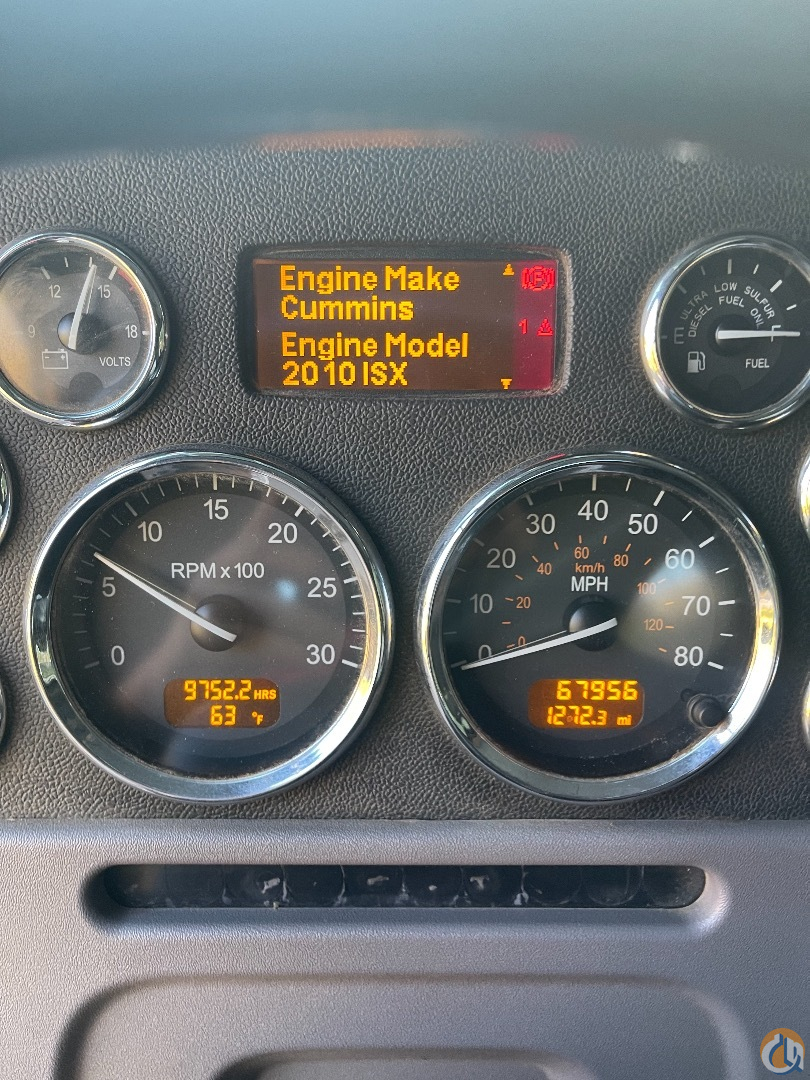 Engine Make
Cummins
Engine Model
2010 ISX
(P)
1
9 12 15 18
VOLTS
E
ULTRA LOW SULFUR
DIESEL FUEL ONLY
FUEL
0 5 10 15 20 25 30
RPM x 100
9752.2 HRS
63 °F
0 10 20 30 40 50 60 70 80
0 20 40 60 80 100 120
km/h
MPH
67956
1272.3 mi